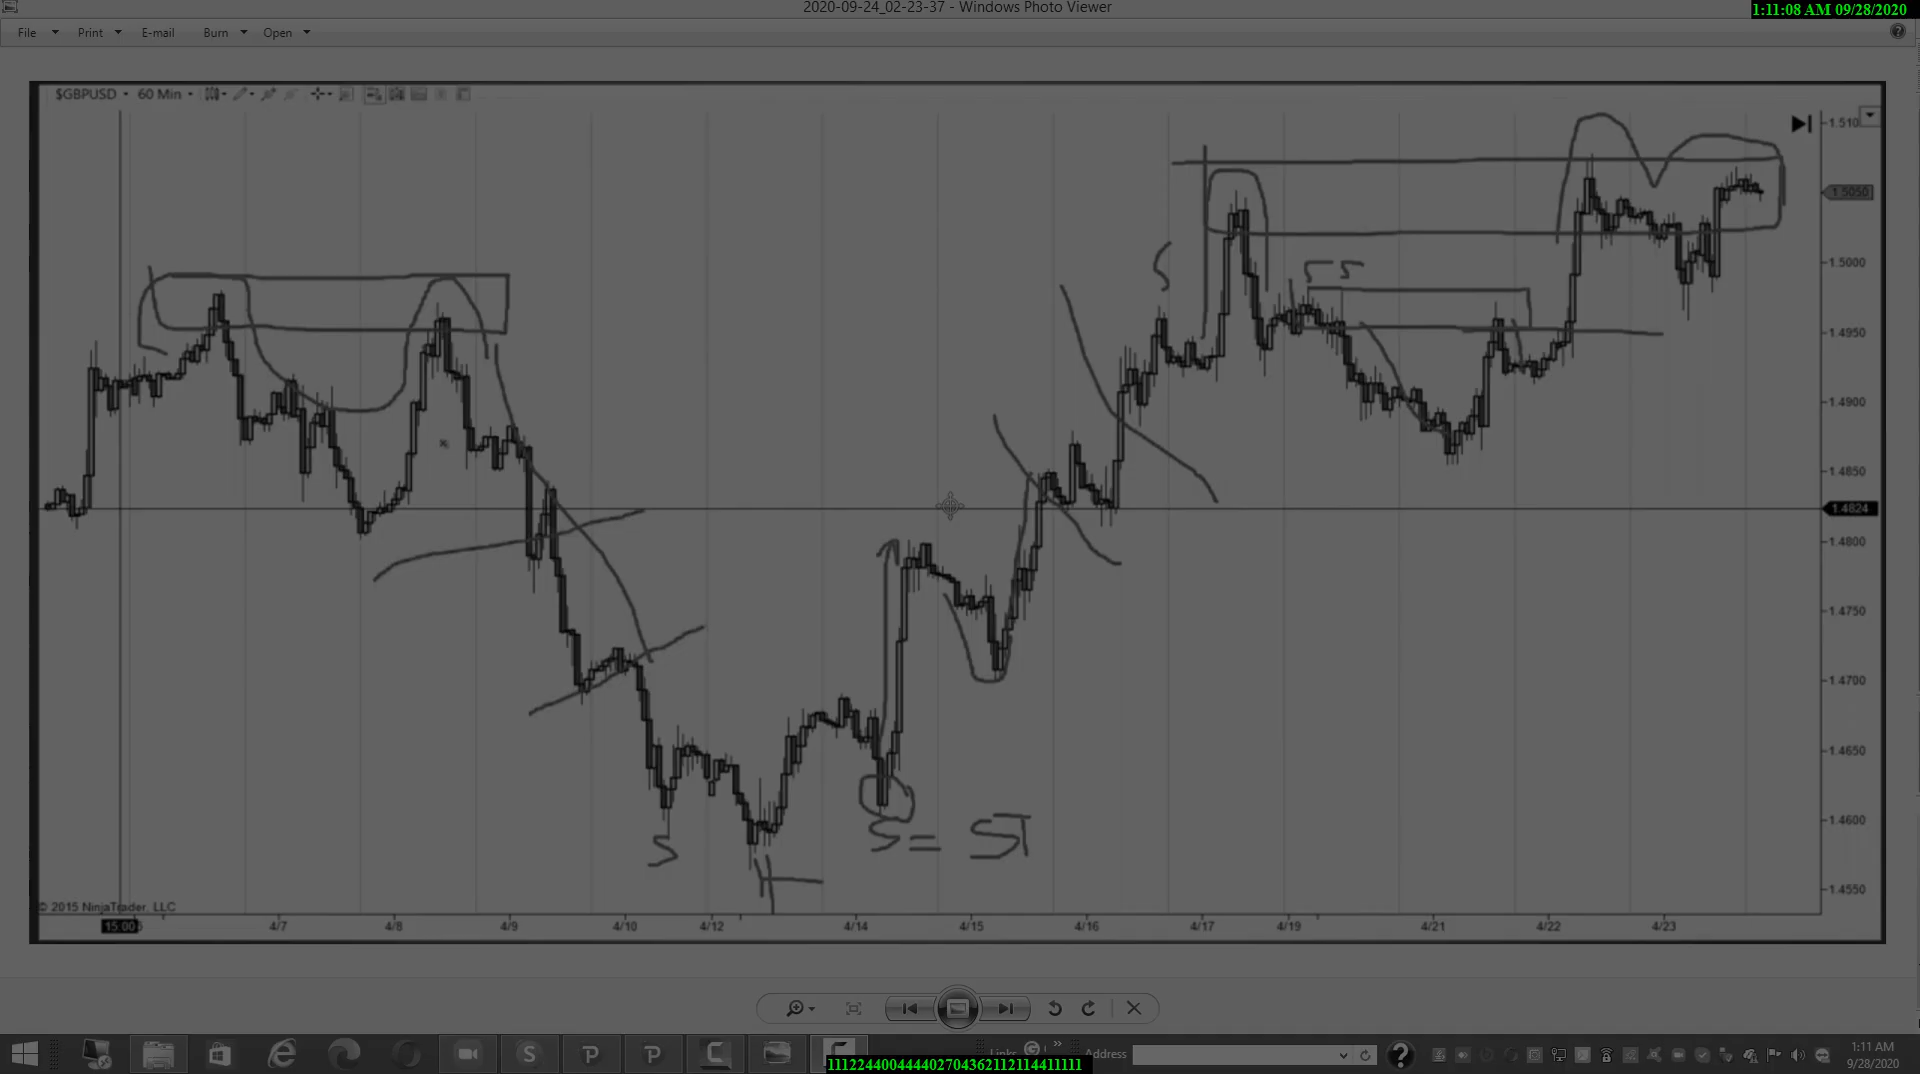 2020-09-24_02-23-37 - Windows Photo Viewer
1:11:08 AM 09/28/2020
File Print E-mail Burn Open
$GBPUSD 60 Min
1.510
1.5050
1.5000
1.4950
1.4900
1.4850
1.4824
1.4800
1.4750
1.4700
1.4650
1.4600
1.4550
S
SS
S
H
S = ST
© 2015 NinjaTrader, LLC
15:00 4/7 4/8 4/9 4/10 4/12 4/14 4/15 4/16 4/17 4/19 4/21 4/22 4/23
Links Address
1:11 AM
9/28/2020